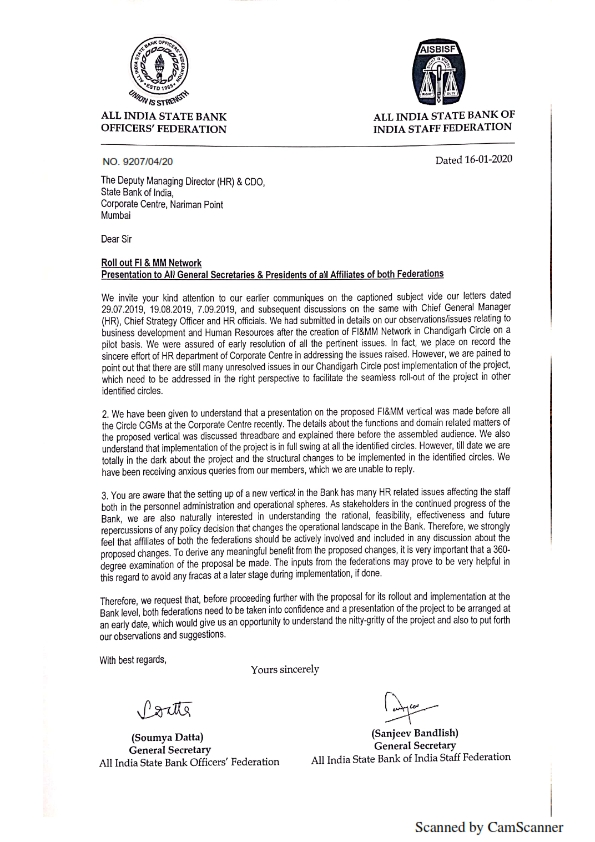 ALL INDIA STATE BANK OFFICERS' FEDERATION
ESTD 1965
UNION IS STRENGTH
AISBISF
ALL INDIA STATE BANK
OFFICERS' FEDERATION
ALL INDIA STATE BANK OF
INDIA STAFF FEDERATION
NO. 9207/04/20
Dated 16-01-2020
The Deputy Managing Director (HR) & CDO,
State Bank of India,
Corporate Centre, Nariman Point
Mumbai
Dear Sir
Roll out FI & MM Network
Presentation to All General Secretaries & Presidents of all Affiliates of both Federations
We invite your kind attention to our earlier communiques on the captioned subject vide our letters dated
29.07.2019, 19.08.2019, 7.09.2019, and subsequent discussions on the same with Chief General Manager
(HR), Chief Strategy Officer and HR officials. We had submitted in details on our observations/issues relating to
business development and Human Resources after the creation of FI&MM Network in Chandigarh Circle on a
pilot basis. We were assured of early resolution of all the pertinent issues. In fact, we place on record the
sincere effort of HR department of Corporate Centre in addressing the issues raised. However, we are pained to
point out that there are still many unresolved issues in our Chandigarh Circle post implementation of the project,
which need to be addressed in the right perspective to facilitate the seamless roll-out of the project in other
identified circles.
2. We have been given to understand that a presentation on the proposed FI&MM vertical was made before all
the Circle CGMs at the Corporate Centre recently. The details about the functions and domain related matters of
the proposed vertical was discussed threadbare and explained there before the assembled audience. We also
understand that implementation of the project is in full swing at all identified circles. However, till date we are
totally in the dark about the project and the structural changes to be implemented in the identified circles. We
have been receiving anxious queries from our members, which we are unable to reply.
3. You are aware that the setting up of a new vertical in the Bank has many HR related issues affecting the staff
both in the personnel administration and operational spheres. As stakeholders in the continued progress of the
Bank, we are also naturally interested in understanding the rational, feasibility, effectiveness and future
repercussions of any policy decision that changes the operational landscape in the Bank. Therefore, we strongly
feel that affiliates of both the federations should be actively involved and included in any discussion about the
proposed changes. To derive any meaningful benefit from the proposed changes, it is very important that a 360-
degree examination of the proposal be made. The inputs from the federations may prove to be very helpful in
this regard to avoid any fracas at a later stage during implementation, if done.
Therefore, we request that, before proceeding further with the proposal for its rollout and implementation at the
Bank level, both federations need to be taken into confidence and a presentation of the project to be arranged at
an early date, which would give us an opportunity to understand the nitty-gritty of the project and also to put forth
our observations and suggestions.
With best regards,
Yours sincerely
(Soumya Datta)
General Secretary
All India State Bank Officers' Federation
(Sanjeev Bandlish)
General Secretary
All India State Bank of India Staff Federation
Scanned by CamScanner